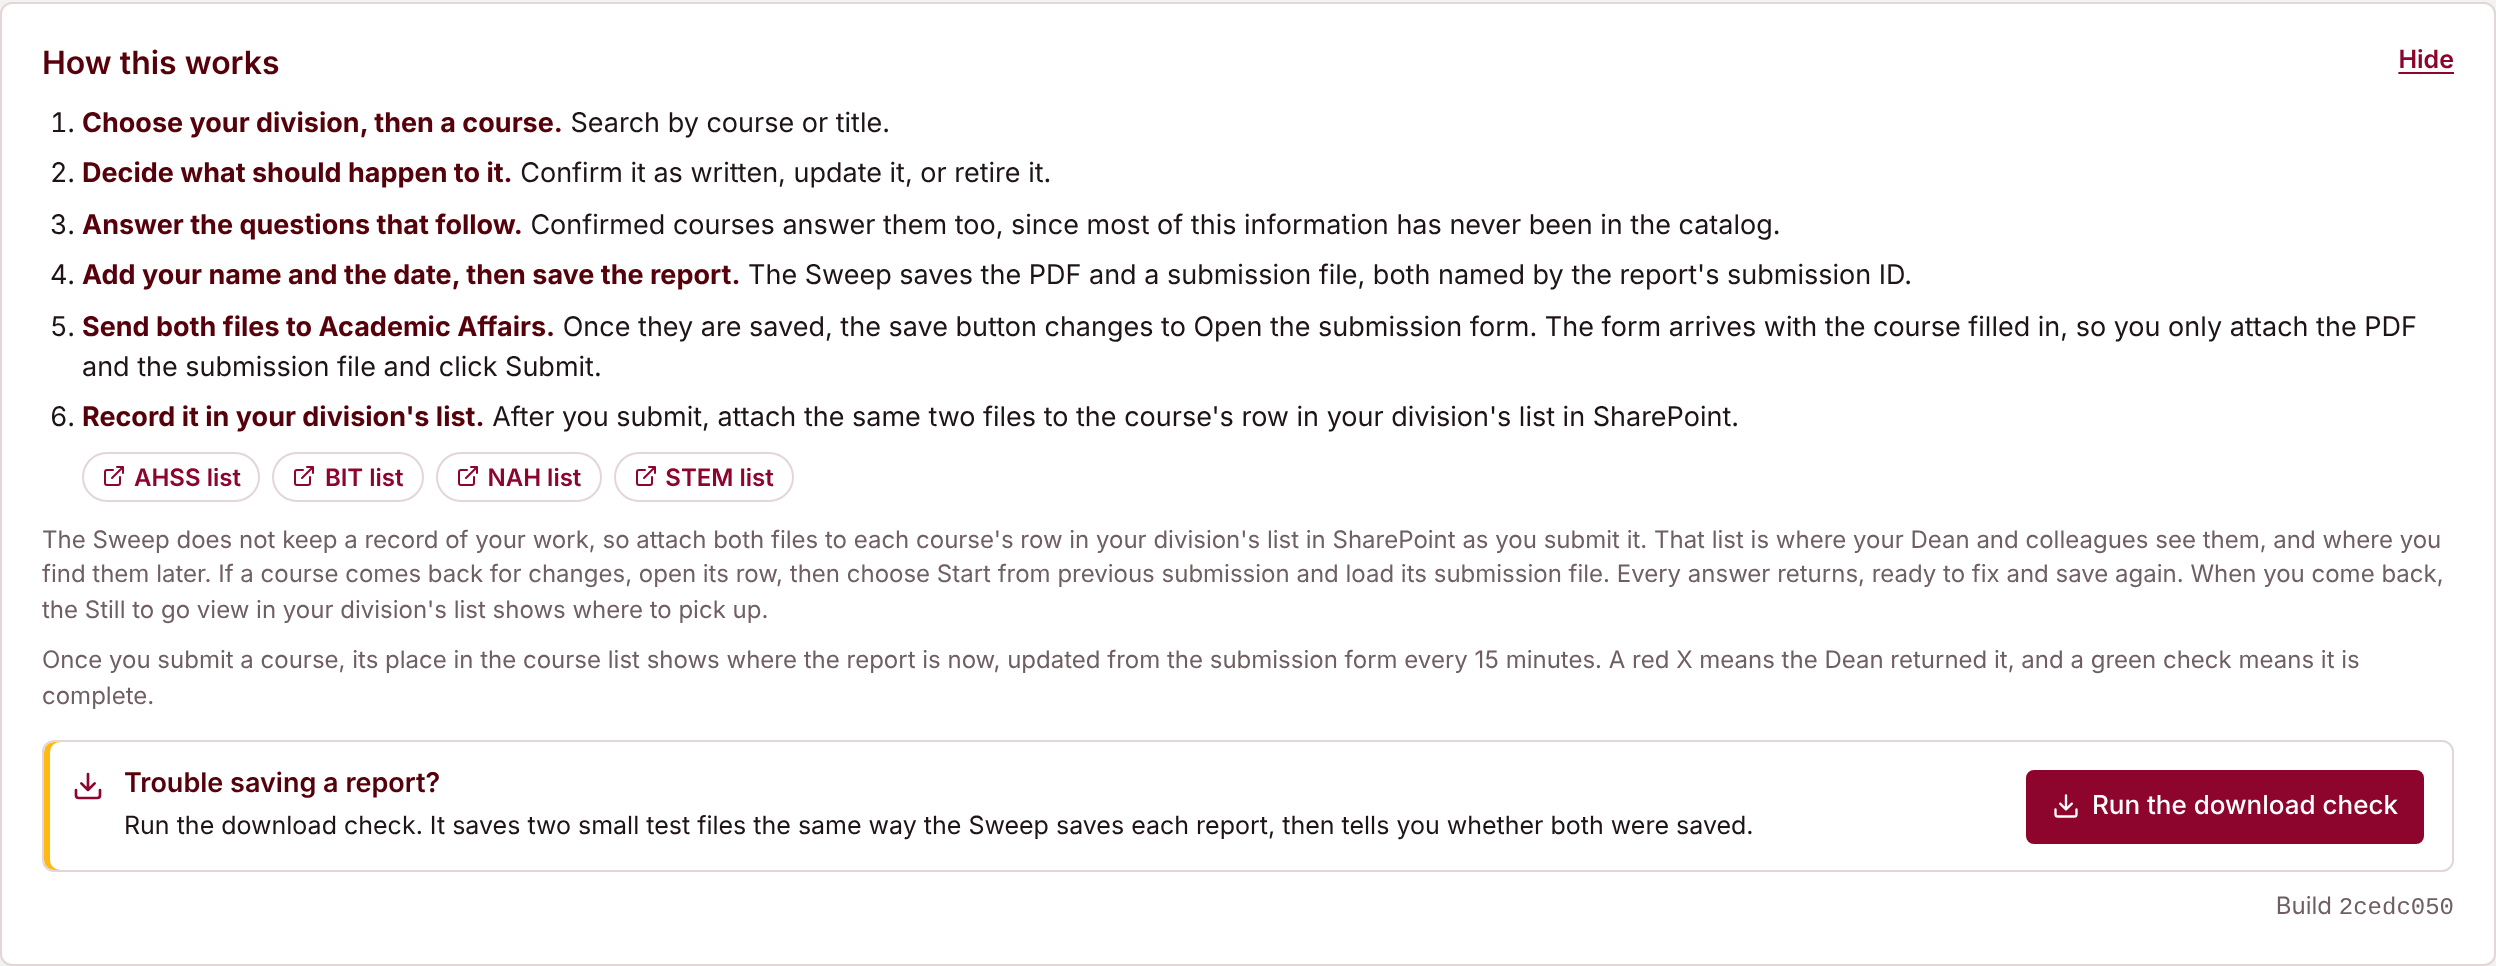 How this works
Hide
1. Choose your division, then a course. Search by course or title.
2. Decide what should happen to it. Confirm it as written, update it, or retire it.
3. Answer the questions that follow. Confirmed courses answer them too, since most of this information has never been in the catalog.
4. Add your name and the date, then save the report. The Sweep saves the PDF and a submission file, both named by the report's submission ID.
5. Send both files to Academic Affairs. Once they are saved, the save button changes to Open the submission form. The form arrives with the course filled in, so you only attach the PDF
and the submission file and click Submit.
6. Record it in your division's list. After you submit, attach the same two files to the course's row in your division's list in SharePoint.
AHSS list
BIT list
NAH list
STEM list
The Sweep does not keep a record of your work, so attach both files to each course's row in your division's list in SharePoint as you submit it. That list is where your Dean and colleagues see them, and where you
find them later. If a course comes back for changes, open its row, then choose Start from previous submission and load its submission file. Every answer returns, ready to fix and save again. When you come back,
the Still to go view in your division's list shows where to pick up.
Once you submit a course, its place in the course list shows where the report is now, updated from the submission form every 15 minutes. A red X means the Dean returned it, and a green check means it is
complete.
Trouble saving a report?
Run the download check. It saves two small test files the same way the Sweep saves each report, then tells you whether both were saved.
Run the download check
Build 2cedc050